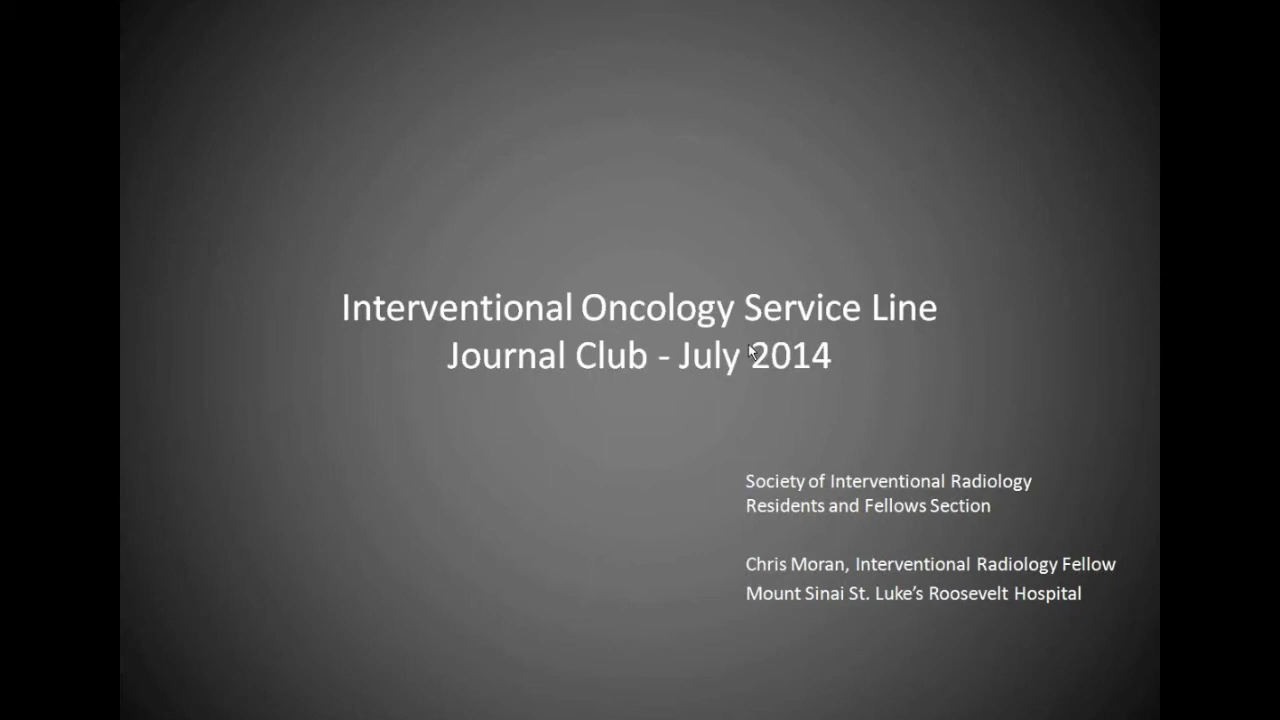 Interventional Oncology Service Line
Journal Club - July 2014
Society of Interventional Radiology
Residents and Fellows Section
Chris Moran, Interventional Radiology Fellow
Mount Sinai St. Luke’s Roosevelt Hospital